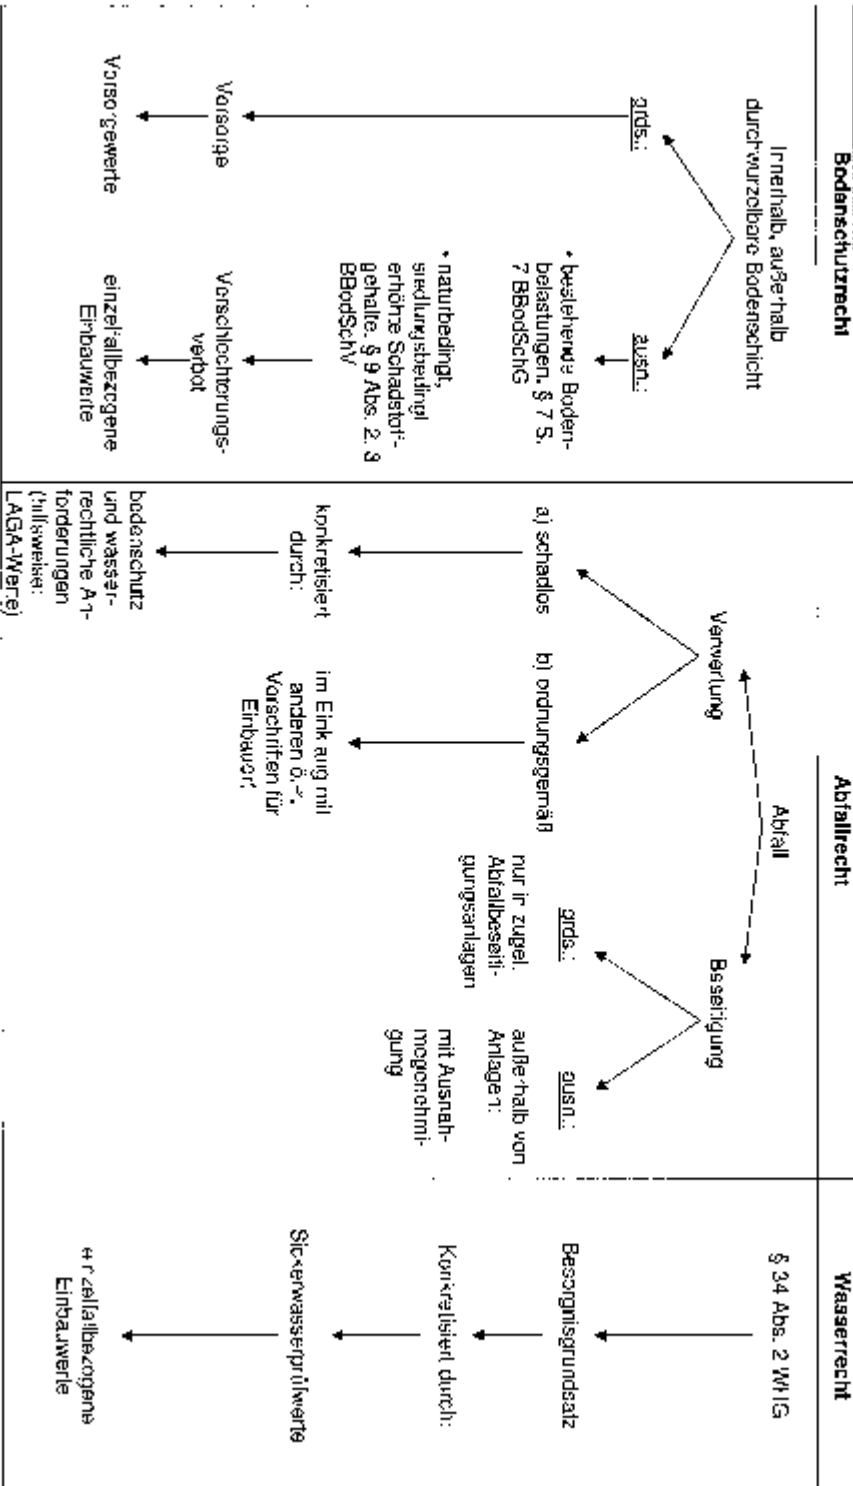 Bodenschutzrecht
Innerhalb, außerhalb
durchwurzelbare Bodenschicht
grds.:
Vorsorge
Vorsorgewerte
ausn.:
* bestehende Boden-
belastungen, § 7 S.
7 BBodSchG
* naturbedingt,
siedlungsbedingt
erhöhte Schadstoff-
gehalte, § 9 Abs. 2, 3
BBodSchV
Verschlechterungs-
verbot
einzelfallbezogene
Einbauwerte
Abfallrecht
Abfall
Verwertung
a) schadlos
konkretisiert
durch:
bodenschutz
und wasser-
rechtliche An-
forderungen
(hilfsweise:
LAGA-Werte)
b) ordnungsgemäß
im Einklang mit
anderen ö.-r.
Vorschriften für
Einbauort
Beseitigung
grds.:
nur in zugel.
Abfallbeseiti-
gungsanlagen
ausn.:
außerhalb von
Anlagen:
mit Ausnah-
megenehmi-
gung
Wasserrecht
§ 34 Abs. 2 WHG
Besorgnisgrundsatz
Konkretisiert durch:
Sickerwasserprüfwerte
einzelfallbezogene
Einbauwerte